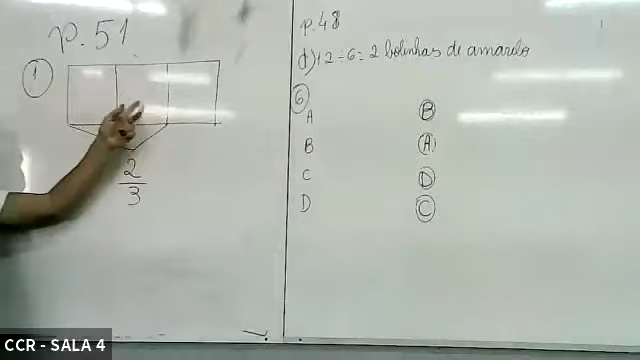 p.51.
1
2
3
p.48
d) 12 ÷ 6 = 2 bolinhas de amarelo
6
A B
B A
C D
D C
CCR - SALA 4